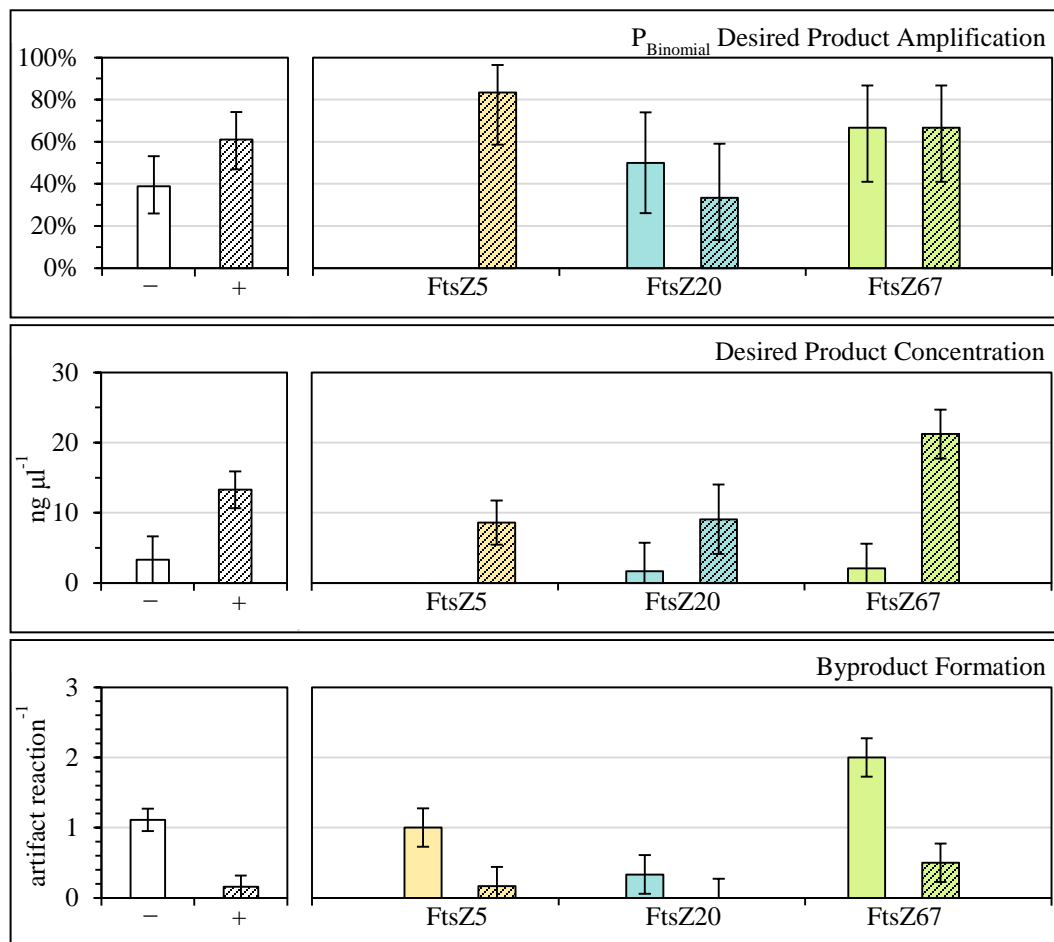 P_Binomial Desired Product Amplification
100%
80%
60%
40%
20%
0%
− +
FtsZ5 FtsZ20 FtsZ67
Desired Product Concentration
ng µl⁻¹
30
20
10
0
− +
FtsZ5 FtsZ20 FtsZ67
Byproduct Formation
artifact reaction⁻¹
3
2
1
0
− +
FtsZ5 FtsZ20 FtsZ67